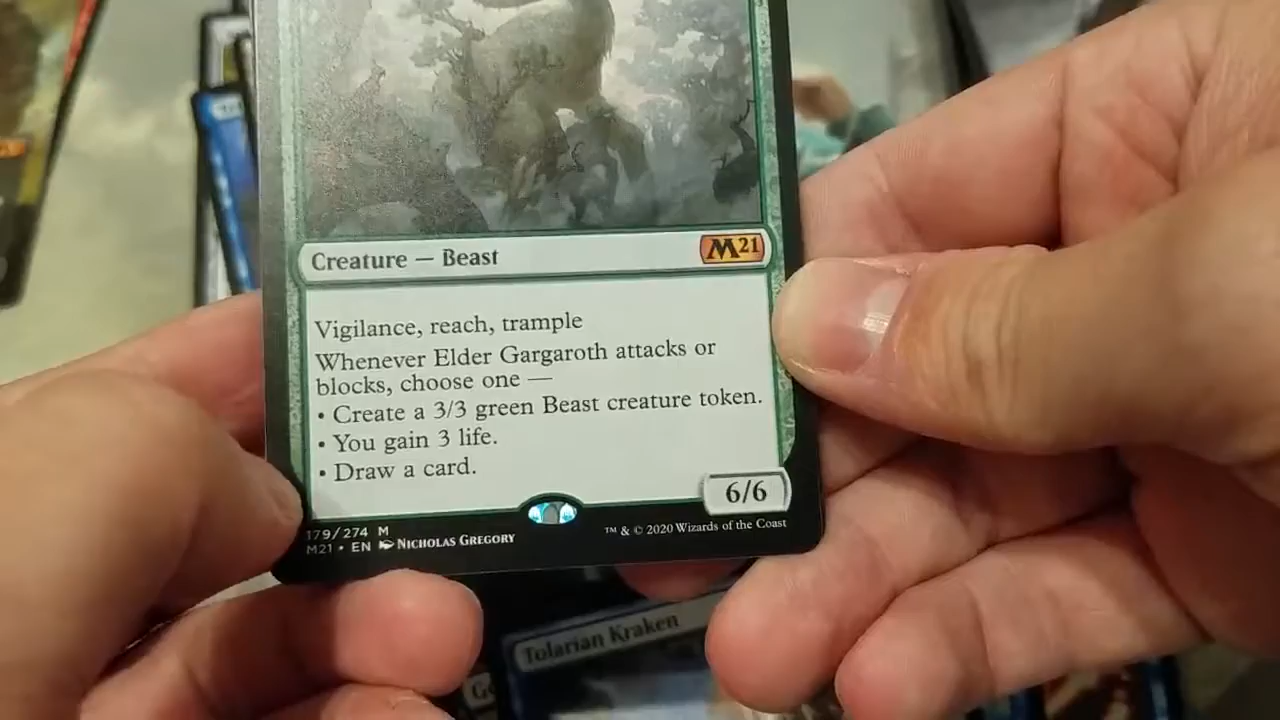 Creature — Beast
M21
Vigilance, reach, trample
Whenever Elder Gargaroth attacks or
blocks, choose one —
• Create a 3/3 green Beast creature token.
• You gain 3 life.
• Draw a card.
6/6
179/274 M
M21 • EN NICHOLAS GREGORY
™ & © 2020 Wizards of the Coast
Tolarian Kraken